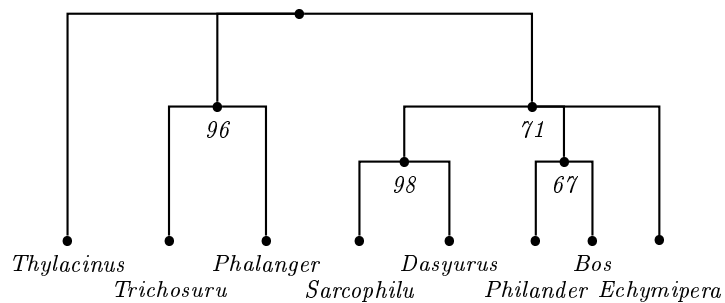 96
71
98
67
Thylacinus Phalanger Dasyurus Bos
Trichosuru Sarcophilu Philander Echymipera